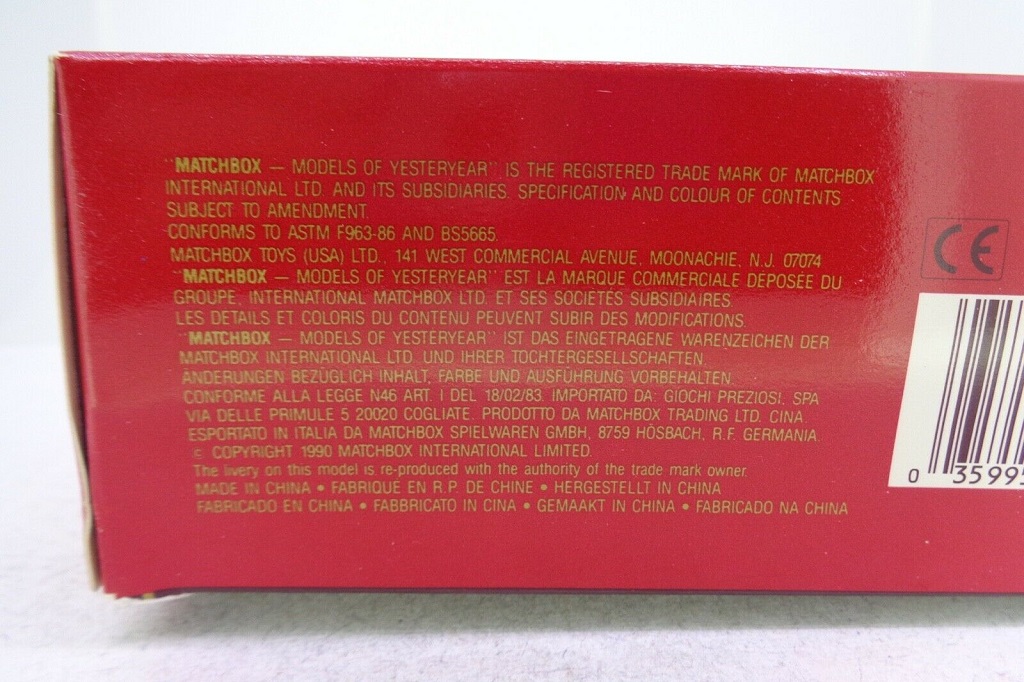 "MATCHBOX — MODELS OF YESTERYEAR" IS THE REGISTERED TRADE MARK OF MATCHBOX
INTERNATIONAL LTD. AND ITS SUBSIDIARIES. SPECIFICATION AND COLOUR OF CONTENTS
SUBJECT TO AMENDMENT.
CONFORMS TO ASTM F963-86 AND BS5665.
MATCHBOX TOYS (USA) LTD., 141 WEST COMMERCIAL AVENUE, MOONACHIE, N.J. 07074
"MATCHBOX — MODELS OF YESTERYEAR" EST LA MARQUE COMMERCIALE DÉPOSÉE DU
GROUPE, INTERNATIONAL MATCHBOX LTD. ET SES SOCIÉTÉS SUBSIDIAIRES.
LES DETAILS ET COLORIS DU CONTENU PEUVENT SUBIR DES MODIFICATIONS.
"MATCHBOX — MODELS OF YESTERYEAR" IST DAS EINGETRAGENE WARENZEICHEN DER
MATCHBOX INTERNATIONAL LTD. UND IHRER TOCHTERGESELLSCHAFTEN.
ÄNDERUNGEN BEZÜGLICH INHALT, FARBE UND AUSFÜHRUNG VORBEHALTEN.
CONFORME ALLA LEGGE N46 ART. I DEL 18/02/83. IMPORTATO DA: GIOCHI PREZIOSI, SPA
VIA DELLE PRIMULE 5 20020 COGLIATE. PRODOTTO DA MATCHBOX TRADING LTD. CINA.
ESPORTATO IN ITALIA DA MATCHBOX SPIELWAREN GMBH, 8759 HÖSBACH, R.F. GERMANIA.
© COPYRIGHT 1990 MATCHBOX INTERNATIONAL LIMITED.
The livery on this model is re-produced with the authority of the trade mark owner.
MADE IN CHINA • FABRIQUE EN R.P. DE CHINE • HERGESTELLT IN CHINA
FABRICADO EN CHINA • FABBRICATO IN CINA • GEMAAKT IN CHINA • FABRICADO NA CHINA
CE
0 35995